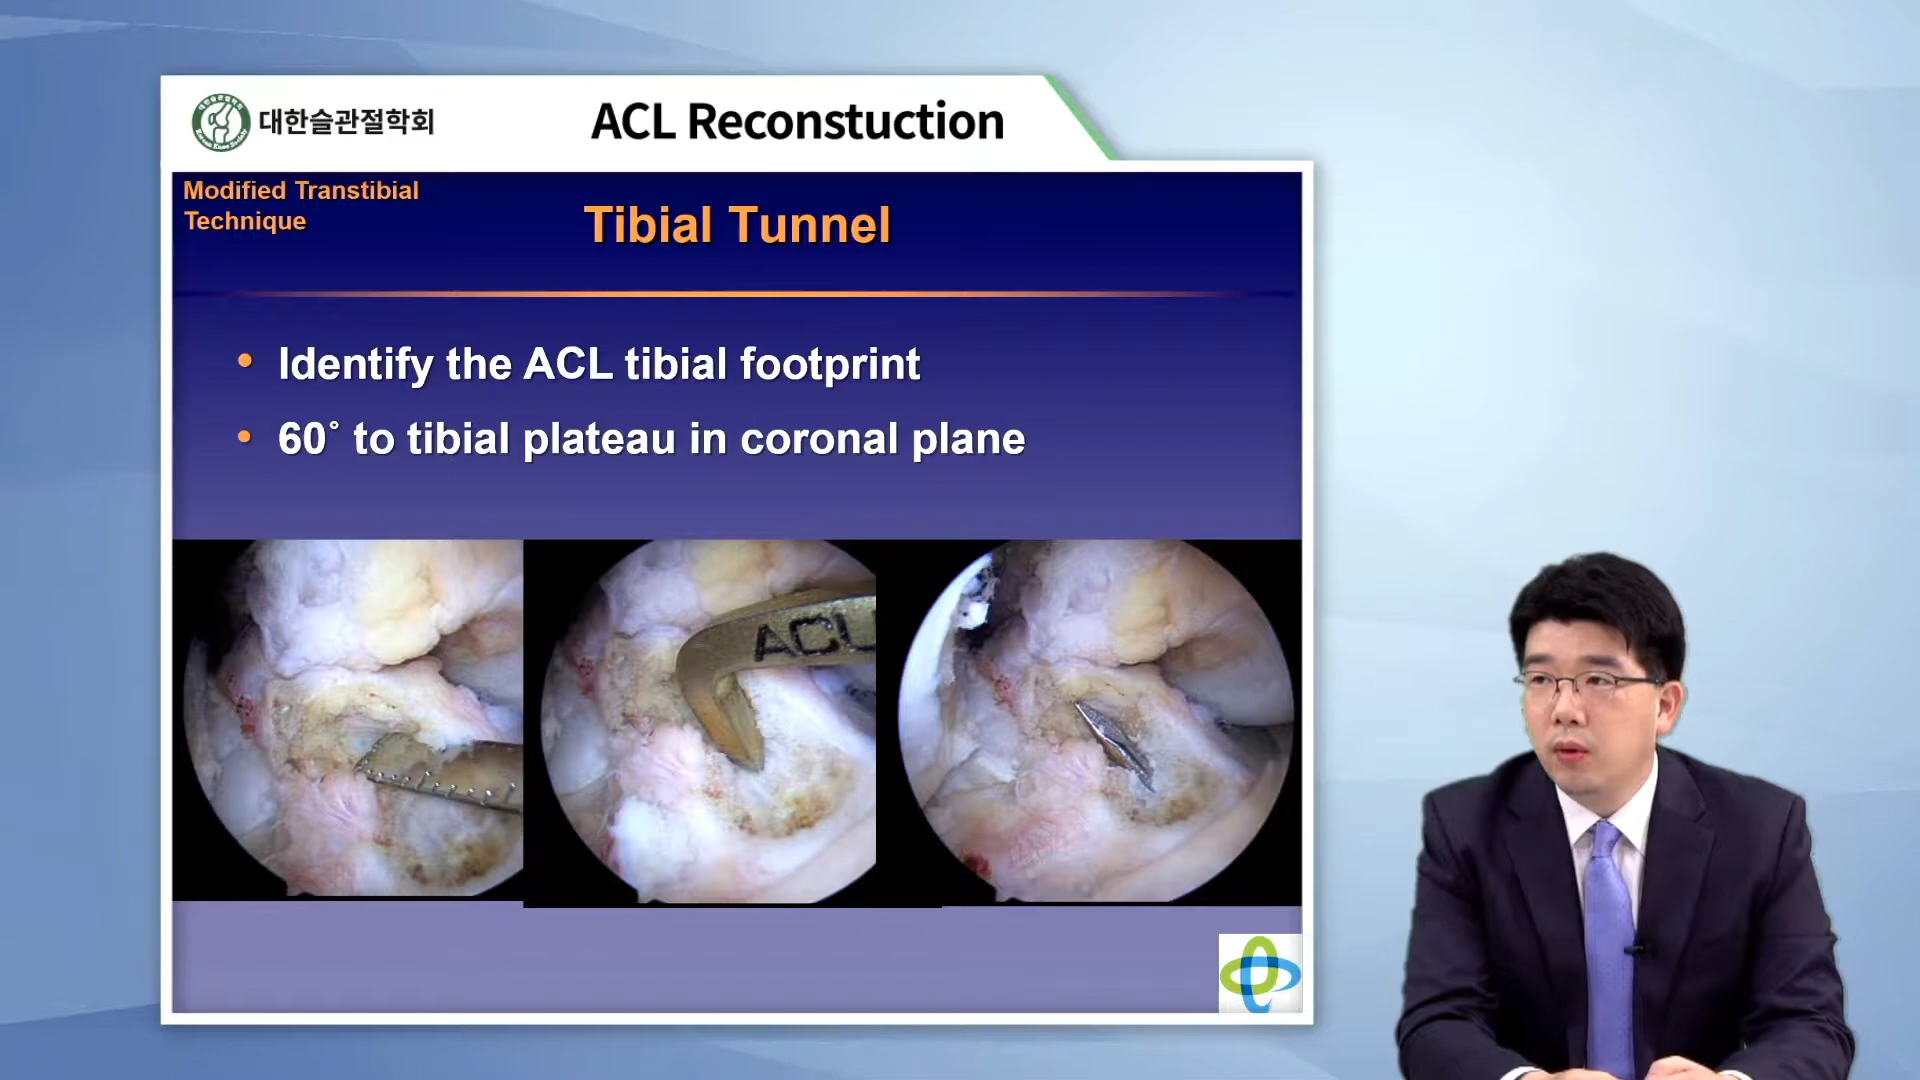 대한슬관절학회
ACL Reconstuction
Modified Transtibial
Technique
Tibial Tunnel
• Identify the ACL tibial footprint
• 60˚ to tibial plateau in coronal plane
ACL